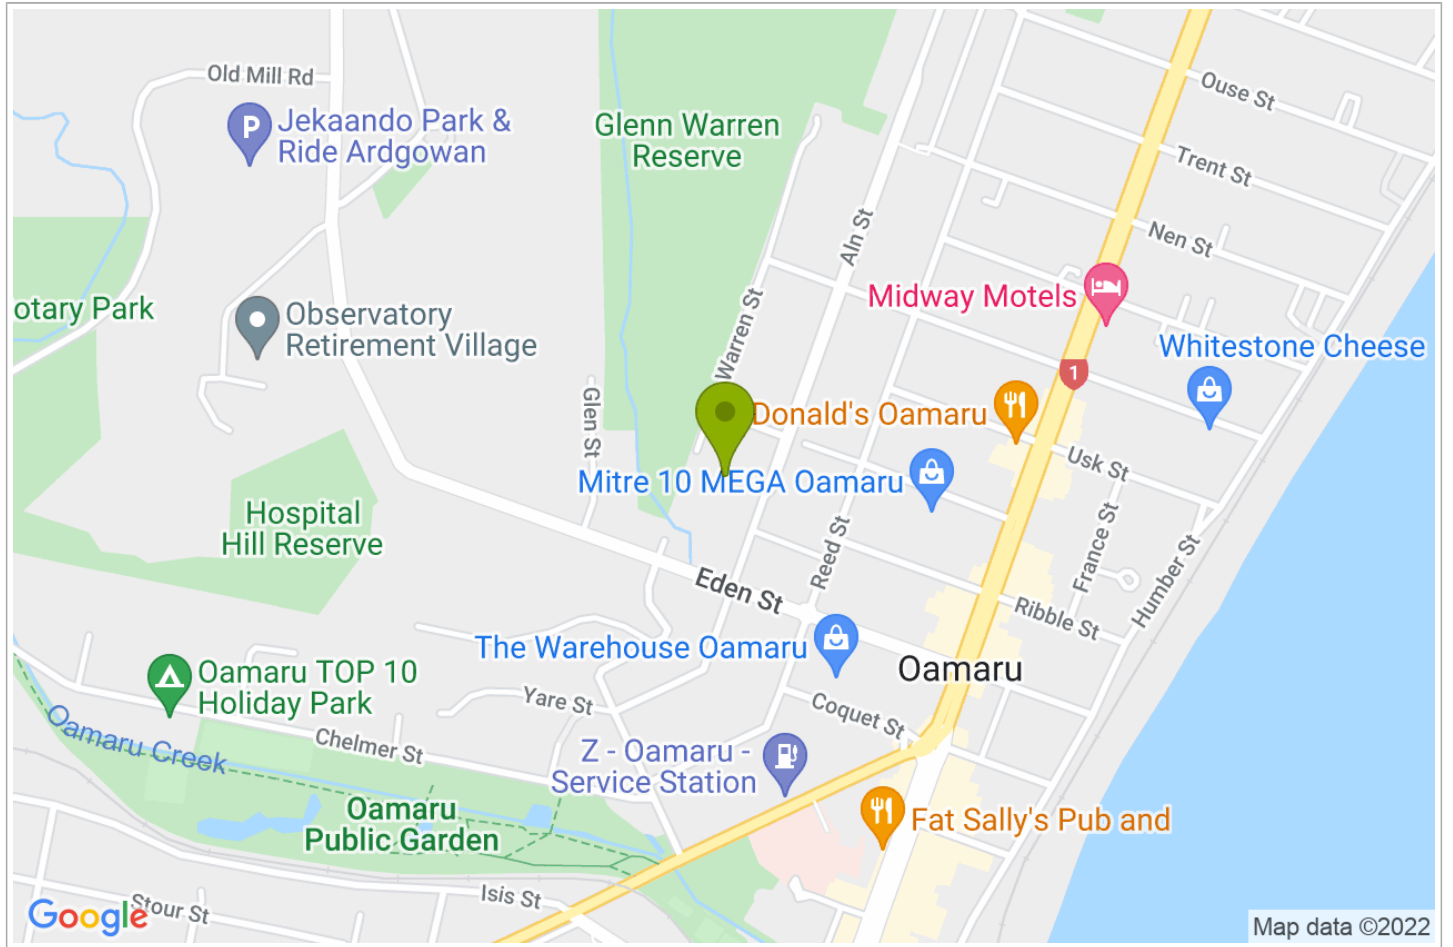 Old Mill Rd
Jekaando Park &
Ride Ardgowan
Glenn Warren
Reserve
Ouse St
Trent St
Nen St
Aln St
Warren St
Midway Motels
Whitestone Cheese
1
otary Park
Observatory
Retirement Village
Glen St
Donald's Oamaru
Usk St
Mitre 10 MEGA Oamaru
Hospital
Hill Reserve
Reed St
France St
Humber St
Eden St
Ribble St
The Warehouse Oamaru
Oamaru
Oamaru TOP 10
Holiday Park
Yare St
Coquet St
Oamaru Creek
Chelmer St
Z - Oamaru -
Service Station
Oamaru
Public Garden
Fat Sally's Pub and
Isis St
Stour St
Google
Map data ©2022
P